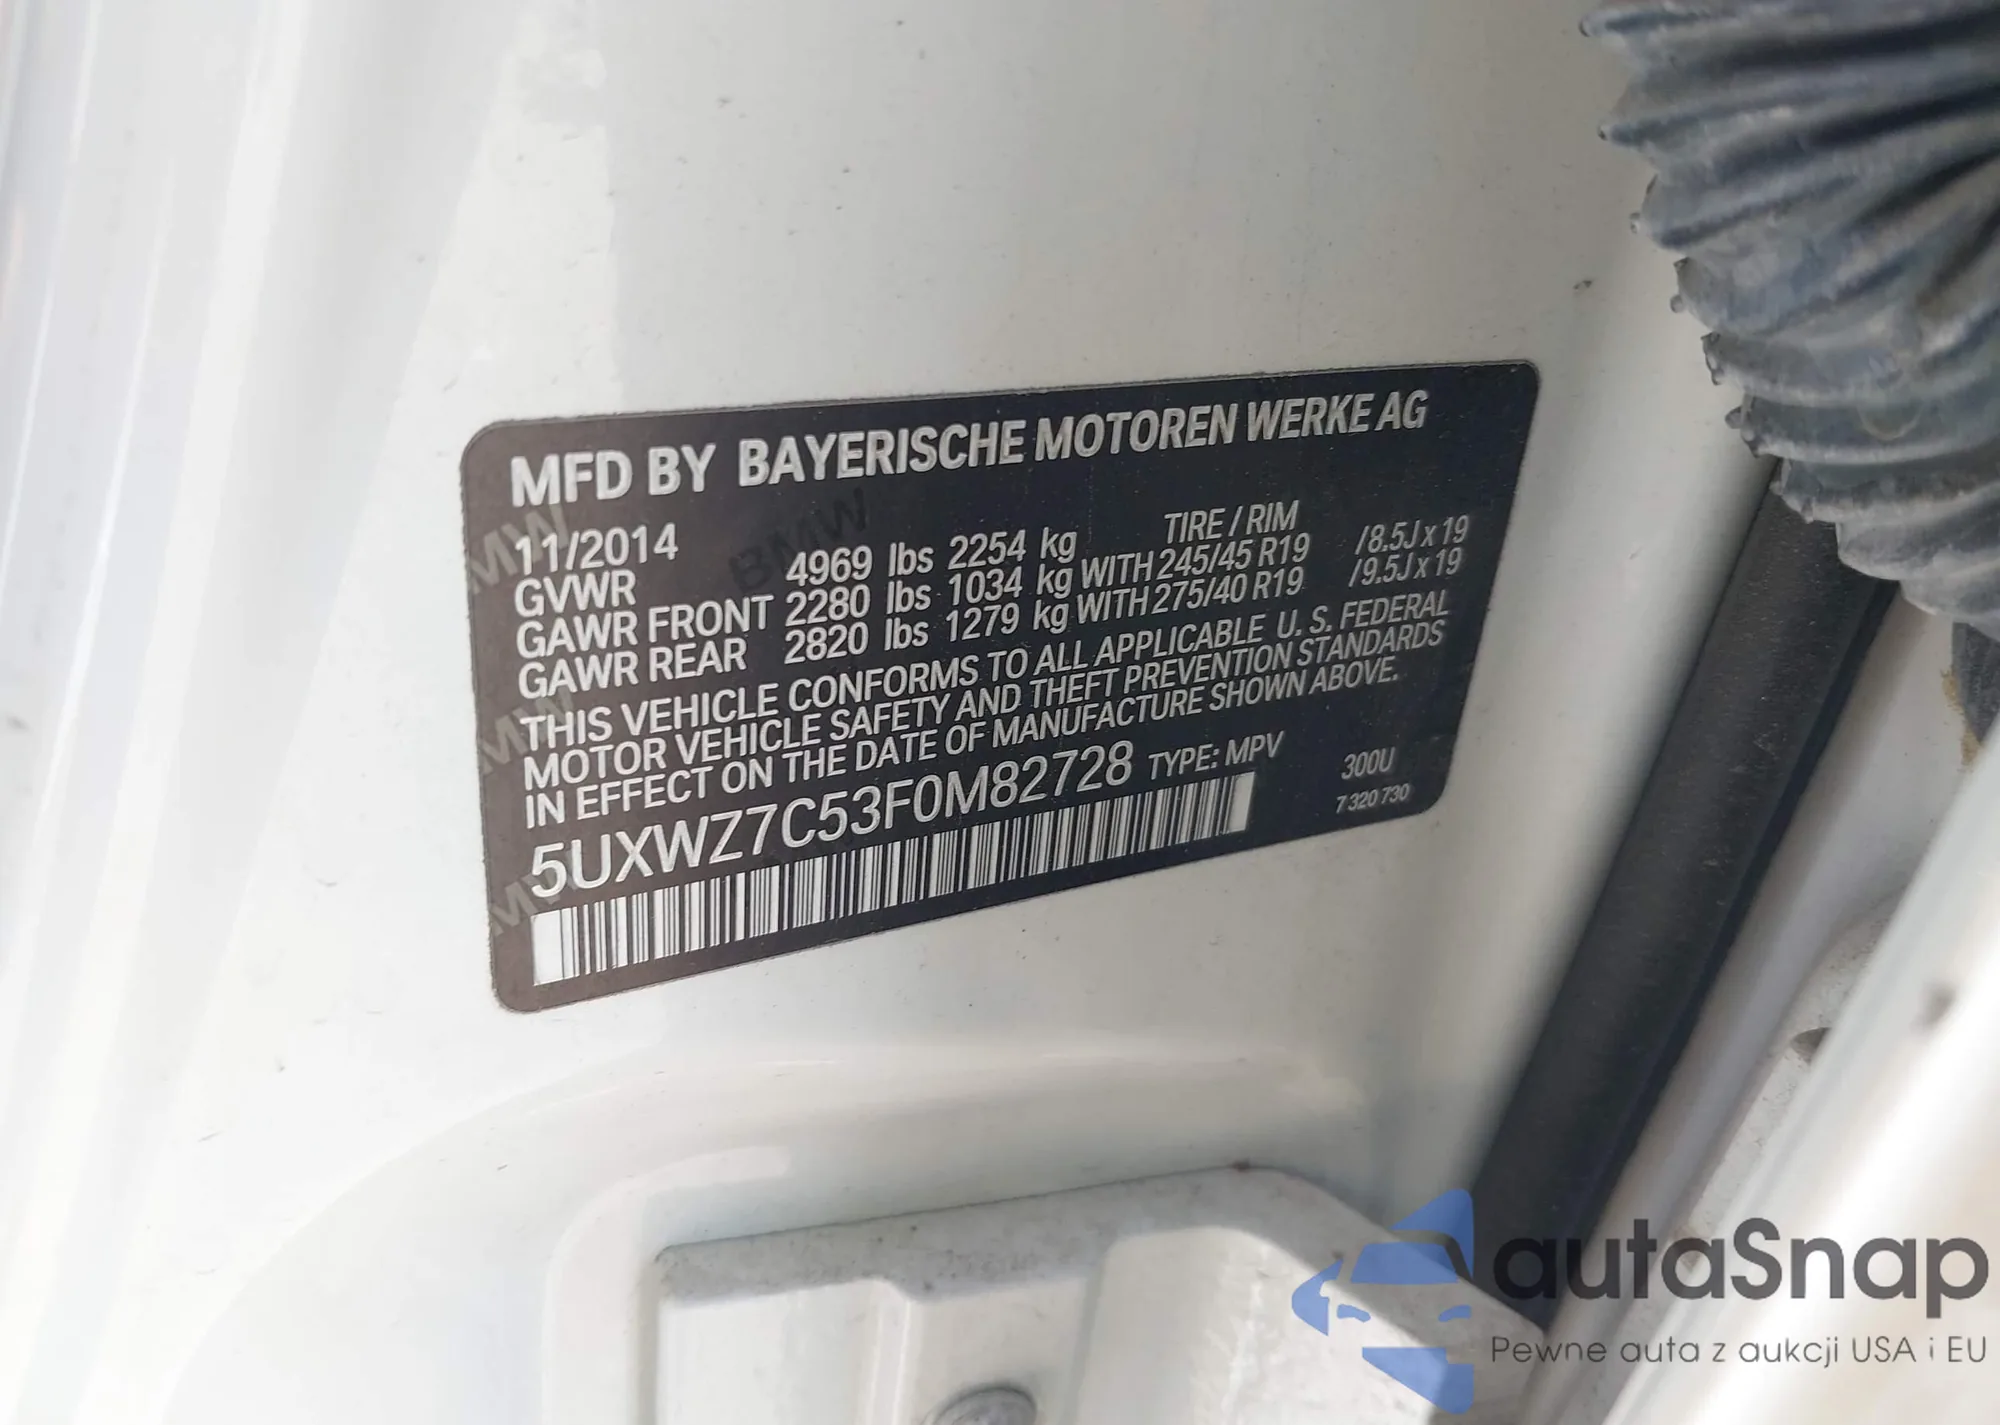 MFD BY BAYERISCHE MOTOREN WERKE AG
11/2014 TIRE / RIM
GVWR 4969 lbs 2254 kg
GAWR FRONT 2280 lbs 1034 kg WITH 245/45 R19 /8.5J x 19
GAWR REAR 2820 lbs 1279 kg WITH 275/40 R19 /9.5J x 19
THIS VEHICLE CONFORMS TO ALL APPLICABLE U. S. FEDERAL
MOTOR VEHICLE SAFETY AND THEFT PREVENTION STANDARDS
IN EFFECT ON THE DATE OF MANUFACTURE SHOWN ABOVE.
5UXWZ7C53F0M82728 TYPE: MPV 300U
7 320 730
BMW
autaSnap
Pewne auta z aukcji USA i EU